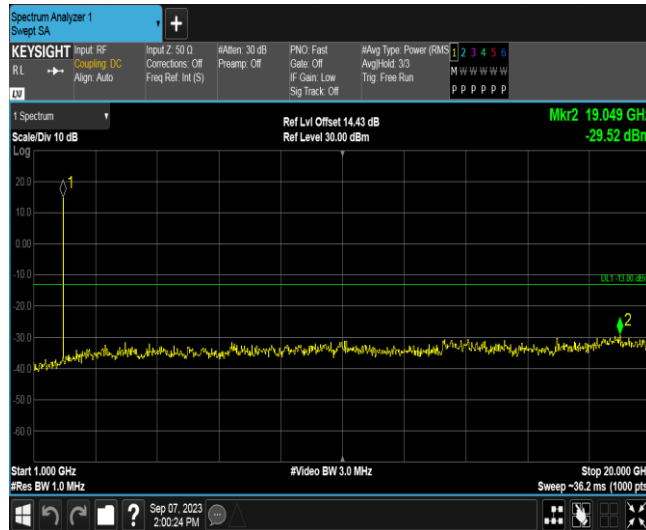 Spectrum Analyzer 1
Swept SA
KEYSIGHT
RL
LXI
Input: RF
Coupling: DC
Align: Auto
Input Z: 50 Ω
Corrections: Off
Freq Ref: Int (S)
#Atten: 30 dB
Preamp: Off
PNO: Fast
Gate: Off
IF Gain: Low
Sig Track: Off
#Avg Type: Power (RMS
Avg|Hold: 3/3
Trig: Free Run
1 2 3 4 5 6
M W W W W W
P P P P P P
1 Spectrum
Scale/Div 10 dB
Log
Ref Lvl Offset 14.43 dB
Ref Level 30.00 dBm
Mkr2 19.049 GHz
-29.52 dBm
20.0
10.0
0.00
-10.0
-20.0
-30.0
-40.0
-50.0
-60.0
1
DL1 -13.00 dBm
2
Start 1.000 GHz
#Res BW 1.0 MHz
#Video BW 3.0 MHz
Stop 20.000 GHz
Sweep ~36.2 ms (1000 pts)
?
Sep 07, 2023
2:00:24 PM